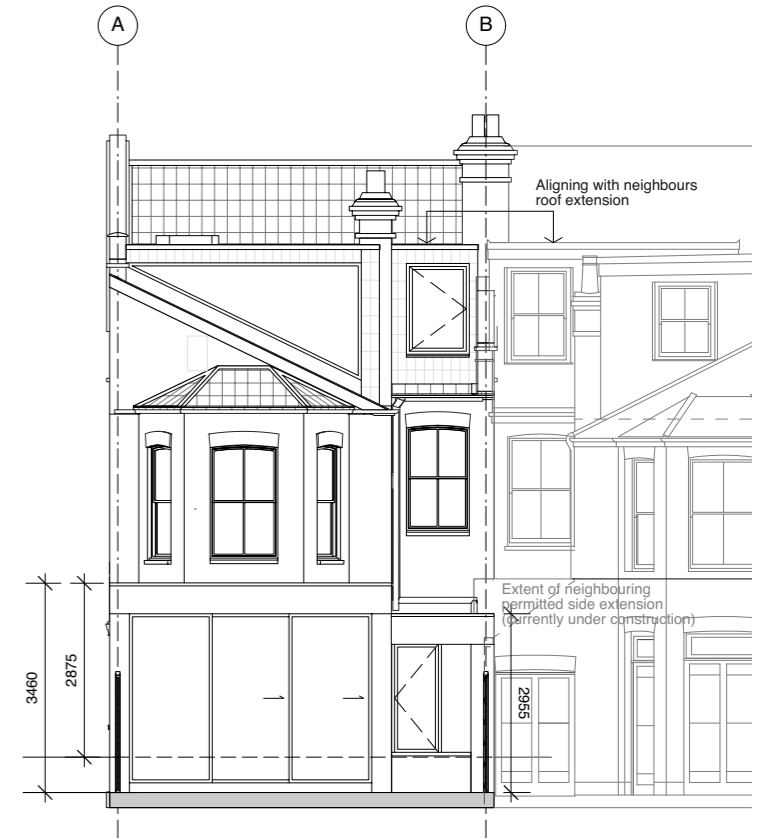 A
B
Aligning with neighbours
roof extension
Extent of neighbouring
permitted side extension
(currently under construction)
3460
2875
2955